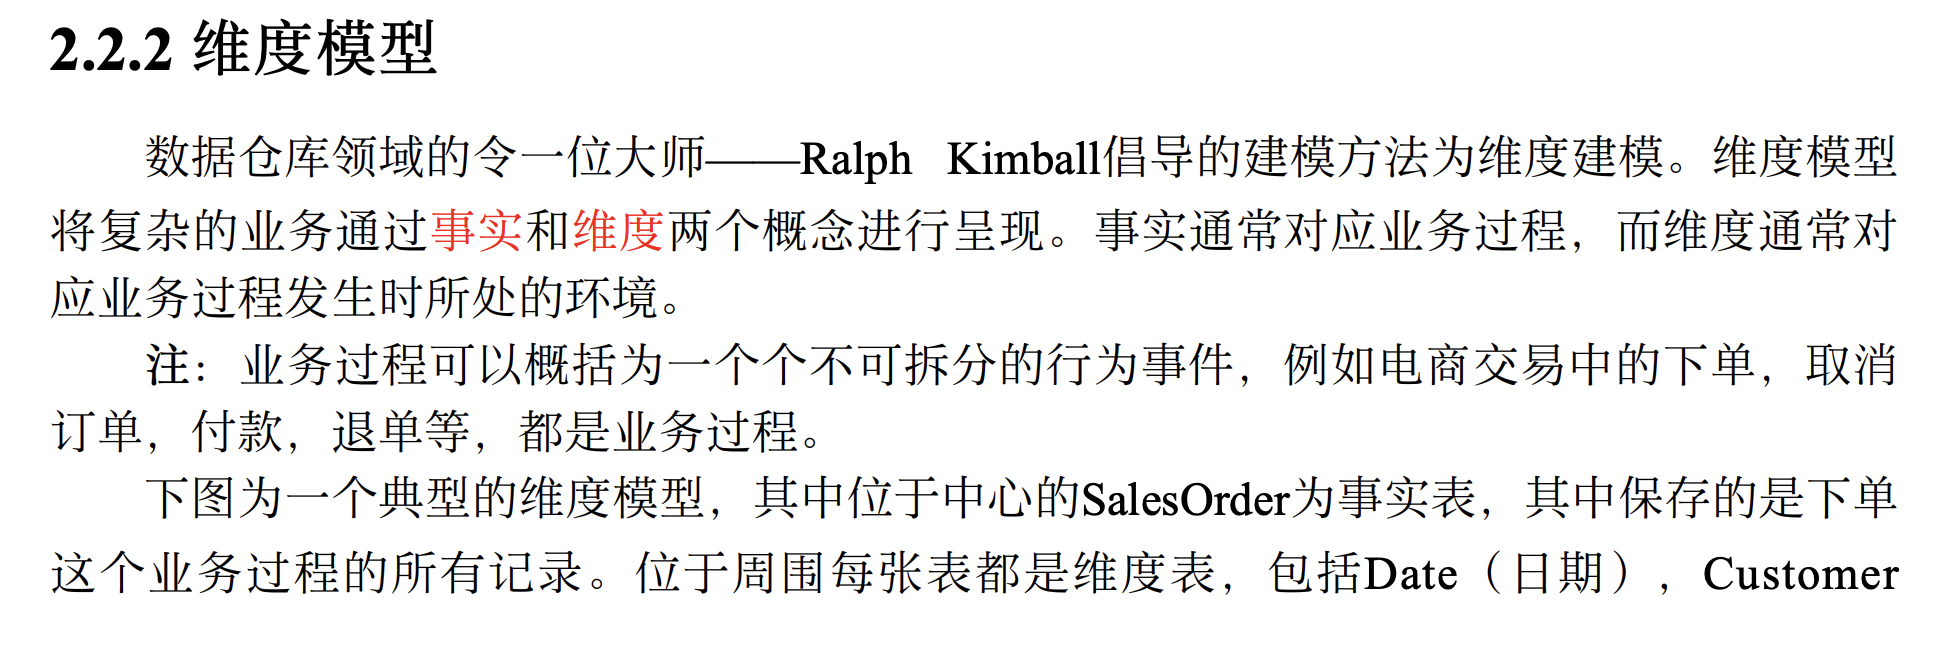 2.2.2 维度模型
数据仓库领域的令一位大师——Ralph Kimball倡导的建模方法为维度建模。维度模型
将复杂的业务通过事实和维度两个概念进行呈现。事实通常对应业务过程，而维度通常对
应业务过程发生时所处的环境。
注：业务过程可以概括为一个个不可拆分的行为事件，例如电商交易中的下单，取消
订单，付款，退单等，都是业务过程。
下图为一个典型的维度模型，其中位于中心的SalesOrder为事实表，其中保存的是下单
这个业务过程的所有记录。位于周围每张表都是维度表，包括Date（日期），Customer